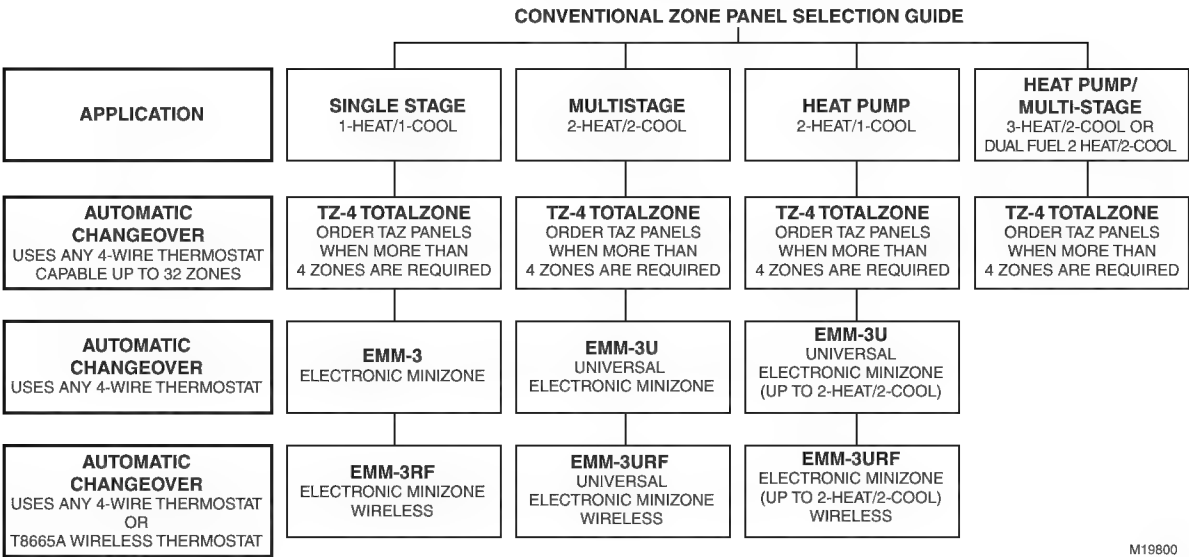 CONVENTIONAL ZONE PANEL SELECTION GUIDE
APPLICATION
SINGLE STAGE
1-HEAT/1-COOL
MULTISTAGE
2-HEAT/2-COOL
HEAT PUMP
2-HEAT/1-COOL
HEAT PUMP/
MULTI-STAGE
3-HEAT/2-COOL OR
DUAL FUEL 2 HEAT/2-COOL
AUTOMATIC
CHANGEOVER
USES ANY 4-WIRE THERMOSTAT
CAPABLE UP TO 32 ZONES
TZ-4 TOTALZONE
ORDER TAZ PANELS
WHEN MORE THAN
4 ZONES ARE REQUIRED
TZ-4 TOTALZONE
ORDER TAZ PANELS
WHEN MORE THAN
4 ZONES ARE REQUIRED
TZ-4 TOTALZONE
ORDER TAZ PANELS
WHEN MORE THAN
4 ZONES ARE REQUIRED
TZ-4 TOTALZONE
ORDER TAZ PANELS
WHEN MORE THAN
4 ZONES ARE REQUIRED
AUTOMATIC
CHANGEOVER
USES ANY 4-WIRE THERMOSTAT
EMM-3
ELECTRONIC MINIZONE
EMM-3U
UNIVERSAL
ELECTRONIC MINIZONE
EMM-3U
UNIVERSAL
ELECTRONIC MINIZONE
(UP TO 2-HEAT/2-COOL)
AUTOMATIC
CHANGEOVER
USES ANY 4-WIRE THERMOSTAT
OR
T8665A WIRELESS THERMOSTAT
EMM-3RF
ELECTRONIC MINIZONE
WIRELESS
EMM-3URF
UNIVERSAL
ELECTRONIC MINIZONE
WIRELESS
EMM-3URF
ELECTRONIC MINIZONE
(UP TO 2-HEAT/2-COOL)
WIRELESS
M19800